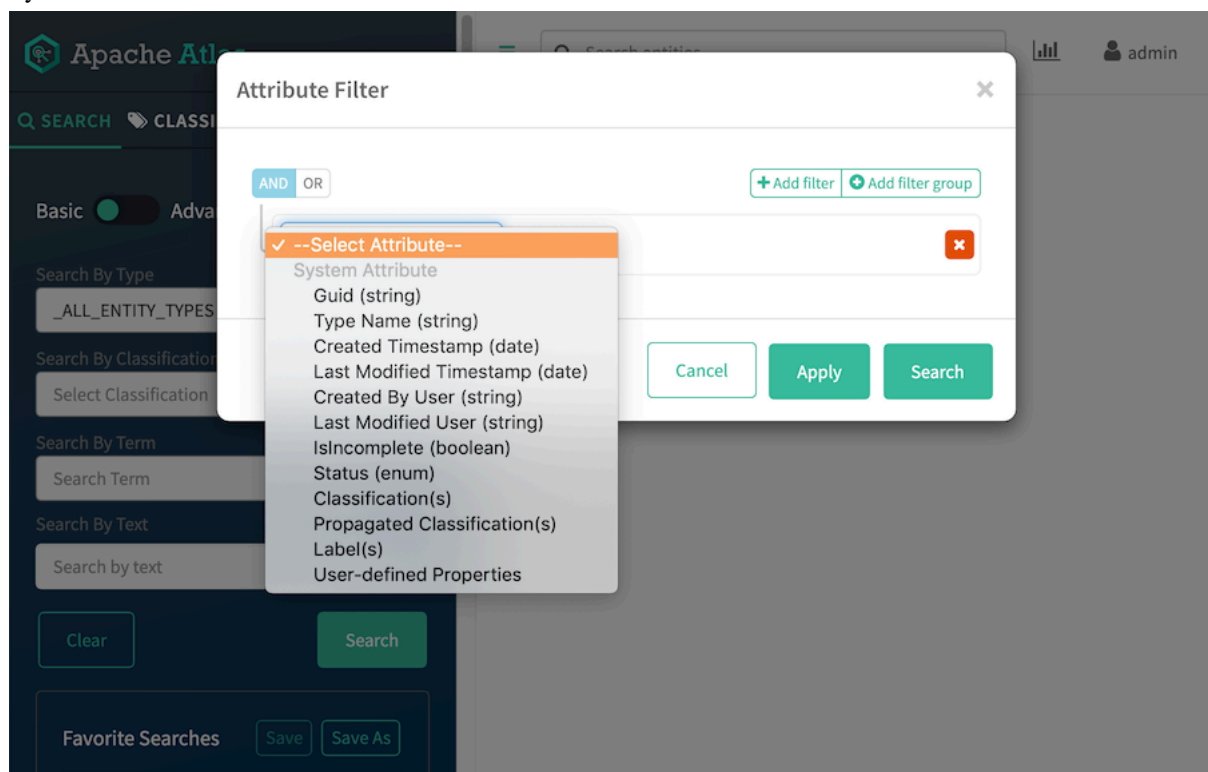 Apache Atl
Search entities
admin
SEARCH CLASSI
Attribute Filter
AND OR
Add filter Add filter group
Basic Adva
--Select Attribute--
System Attribute
Guid (string)
Type Name (string)
Created Timestamp (date)
Last Modified Timestamp (date)
Created By User (string)
Last Modified User (string)
IsIncomplete (boolean)
Status (enum)
Classification(s)
Propagated Classification(s)
Label(s)
User-defined Properties
Cancel Apply Search
Search By Type
_ALL_ENTITY_TYPES
Search By Classification
Select Classification
Search By Term
Search Term
Search By Text
Search by text
Clear Search
Favorite Searches Save Save As